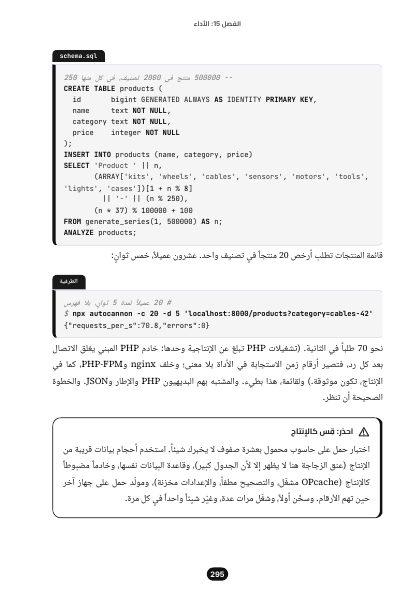 الفصل 15: الأداء
schema.sql
-- 500000 منتج في 2000 تصنيف، في كل منها 250
CREATE TABLE products (
  id       bigint GENERATED ALWAYS AS IDENTITY PRIMARY KEY,
  name     text NOT NULL,
  category text NOT NULL,
  price    integer NOT NULL
);
INSERT INTO products (name, category, price)
SELECT 'Product ' || n,
       (ARRAY['kits', 'wheels', 'cables', 'sensors', 'motors', 'tools',
'lights', 'cases'])[1 + n % 8]
         || '-' || (n % 250),
       (n * 37) % 100000 + 100
FROM generate_series(1, 500000) AS n;
ANALYZE products;
قائمة المنتجات تطلب أرخص 20 منتجاً في تصنيف واحد. عشرون عميلاً، خمس ثوانٍ:
الطرفية
# 20 عميلاً لمدة 5 ثوانٍ، بلا فهرس
$ npx autocannon -c 20 -d 5 'localhost:8000/products?category=cables-42'
{"requests_per_s":70.8,"errors":0}
نحو 70 طلباً في الثانية. (تشغيلات PHP تبلغ عن الإنتاجية وحدها: خادم PHP المبني يغلق الاتصال
بعد كل رد، فتصير أرقام زمن الاستجابة في الأداة بلا معنى؛ وخلف nginx وPHP-FPM، كما في
الإنتاج، تكون موثوقة.) ولقائمة، هذا بطيء. والمشتبه بهم البديهيون PHP والإطار وJSON. والخطوة
الصحيحة أن تنظر.
احذر: قِس كالإنتاج
اختبار حمل على حاسوب محمول بعشرة صفوف لا يخبرك شيئاً. استخدم أحجام بيانات قريبة من
الإنتاج (عنق الزجاجة هنا لا يظهر إلا لأن الجدول كبير)، وقاعدة البيانات نفسها، وخادماً مضبوطاً
كالإنتاج (OPcache مشغّل، والتصحيح مطفأ، والإعدادات مخزنة)، ومولّد حمل على جهاز آخر
حين تهم الأرقام. وسخّن أولاً، وشغّل مرات عدة، وغيّر شيئاً واحداً في كل مرة.
295